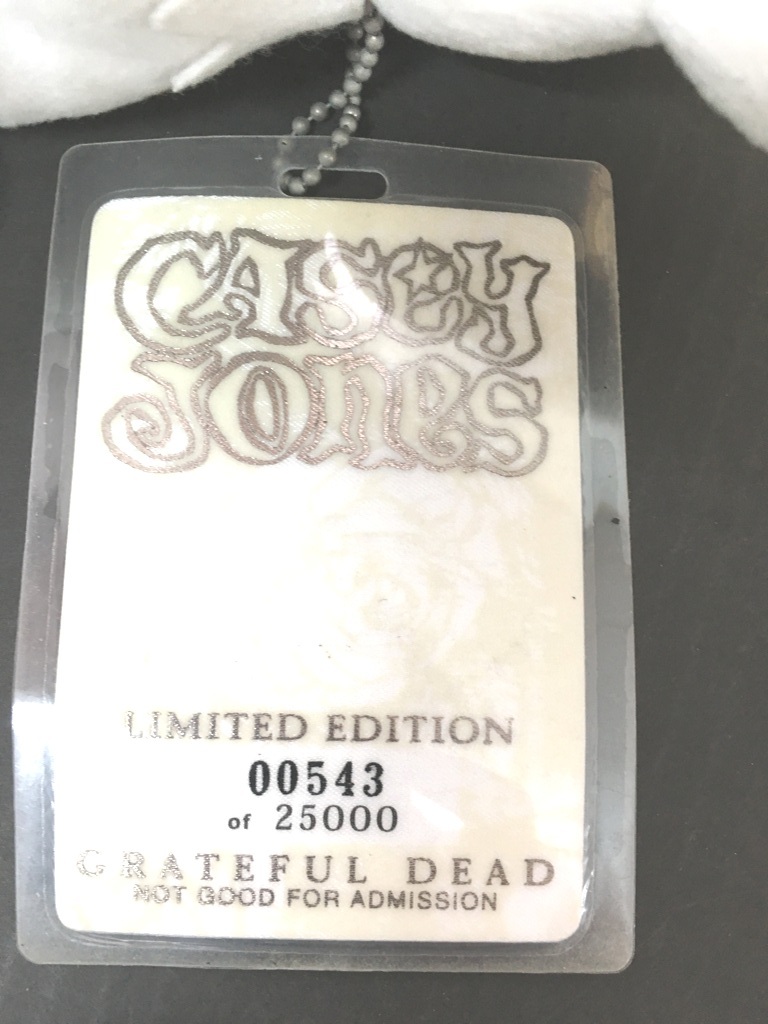 CASEY
JONES
LIMITED EDITION
00543
of 25000
GRATEFUL DEAD
NOT GOOD FOR ADMISSION